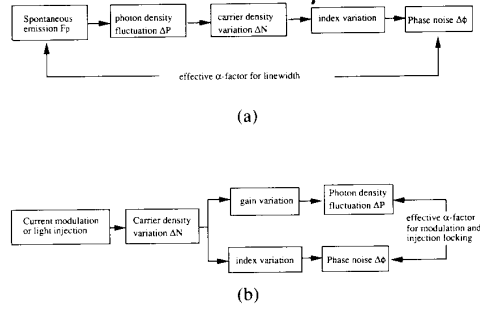 Spontaneous
emission Fp
photon density
fluctuation ΔP
carrier density
variation ΔN
index variation
Phase noise Δϕ
effective α-factor for linewidth
(a)
Current modulation
or light injection
Carrier density
variation ΔN
gain variation
Photon density
fluctuation ΔP
index variation
Phase noise Δϕ
effective α-factor
for modulation and
injection locking
(b)